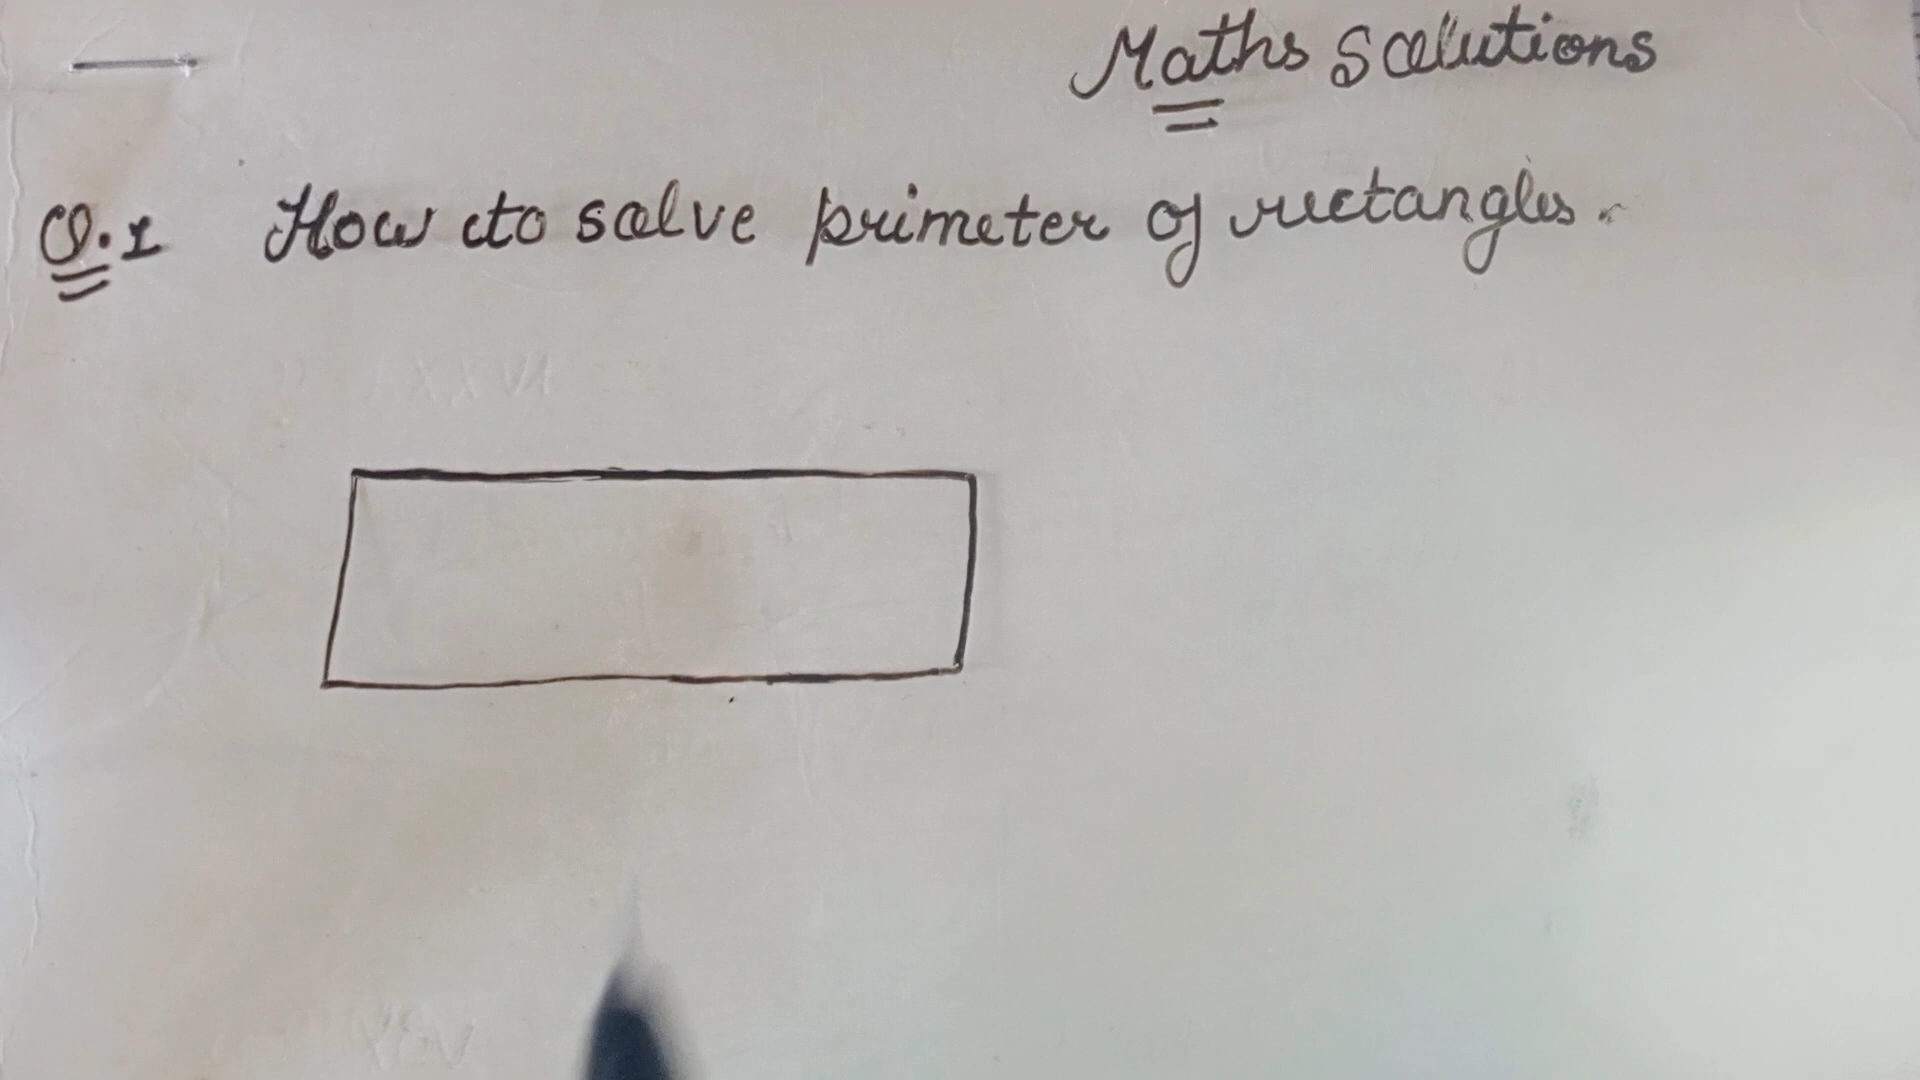 Maths Solutions
Q.1 How to solve primeter of rectangles.